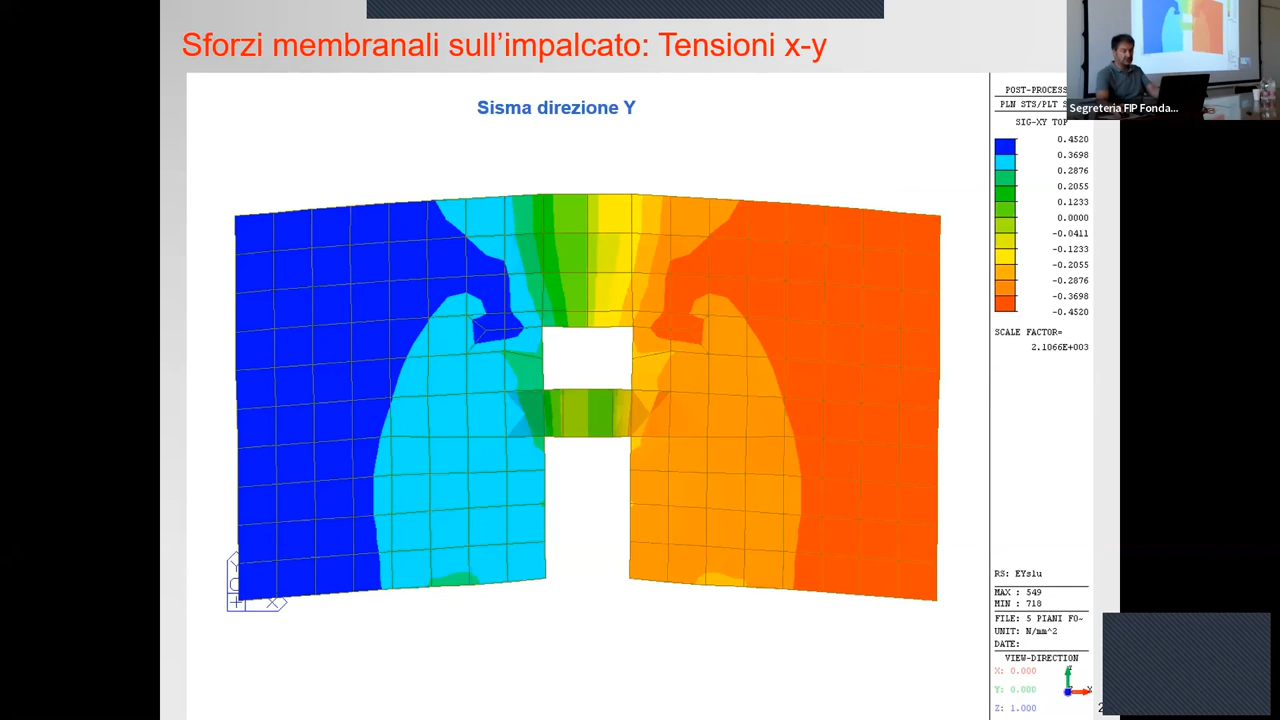 Sforzi membranali sull'impalcato: Tensioni x-y
Sisma direzione Y
Segreteria FIP Fonda...
POST-PROCESS
PLN STS/PLT S
SIG-XY TOP
0.4520
0.3698
0.2876
0.2055
0.1233
0.0000
-0.0411
-0.1233
-0.2055
-0.2876
-0.3698
-0.4520
SCALE FACTOR=
2.1066E+003
RS: EYslu
MAX : 549
MIN : 718
FILE: 5 PIANI FO~
UNIT: N/mm^2
DATE:
VIEW-DIRECTION
X: 0.000
Y: 0.000
Z: 1.000
X